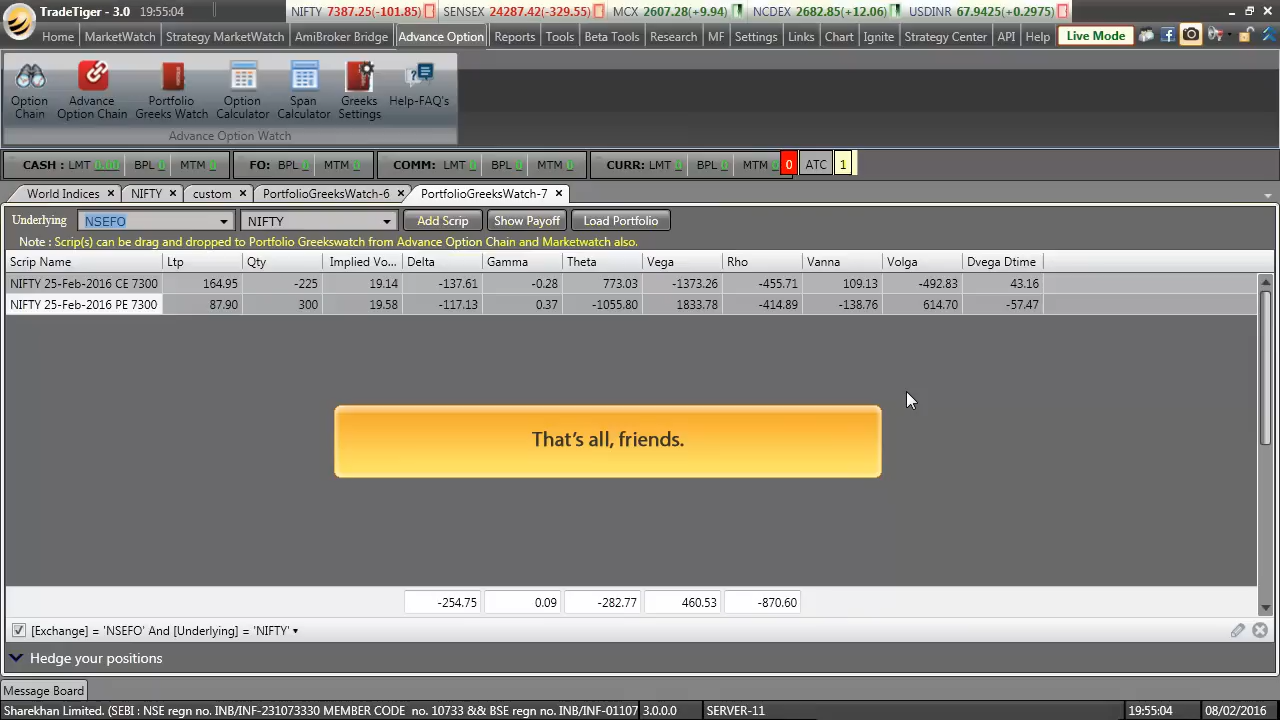 TradeTiger - 3.0 19:55:04 NIFTY 7387.25(-101.85) SENSEX 24287.42(-329.55) MCX 2607.28(+9.94) NCDEX 2682.85(+12.06) USDINR 67.9425(+0.2975)
Home MarketWatch Strategy MarketWatch AmiBroker Bridge Advance Option Reports Tools Beta Tools Research MF Settings Links Chart Ignite Strategy Center API Help Live Mode
Option Chain
Advance Option Chain
Portfolio Greeks Watch
Option Calculator
Span Calculator
Greeks Settings
Help-FAQ's
Advance Option Watch
CASH : LMT 0.00 BPL 0 MTM 0 FO: BPL 0 MTM 0 COMM: LMT 0 BPL 0 MTM 0 CURR: LMT 0 BPL 0 MTM 0 0 ATC 1
World Indices NIFTY custom PortfolioGreeksWatch-6 PortfolioGreeksWatch-7
Underlying NSEFO NIFTY Add Scrip Show Payoff Load Portfolio
Note : Scrip(s) can be drag and dropped to Portfolio Greekswatch from Advance Option Chain and Marketwatch also.
Scrip Name Ltp Qty Implied Vo... Delta Gamma Theta Vega Rho Vanna Volga Dvega Dtime
NIFTY 25-Feb-2016 CE 7300 164.95 -225 19.14 -137.61 -0.28 773.03 -1373.26 -455.71 109.13 -492.83 43.16
NIFTY 25-Feb-2016 PE 7300 87.90 300 19.58 -117.13 0.37 -1055.80 1833.78 -414.89 -138.76 614.70 -57.47
That's all, friends.
-254.75 0.09 -282.77 460.53 -870.60
[Exchange] = 'NSEFO' And [Underlying] = 'NIFTY'
Hedge your positions
Message Board
Sharekhan Limited. (SEBI : NSE regn no. INB/INF-231073330 MEMBER CODE no. 10733 && BSE regn no. INB/INF-01107 3.0.0.0 SERVER-11 19:55:04 08/02/2016